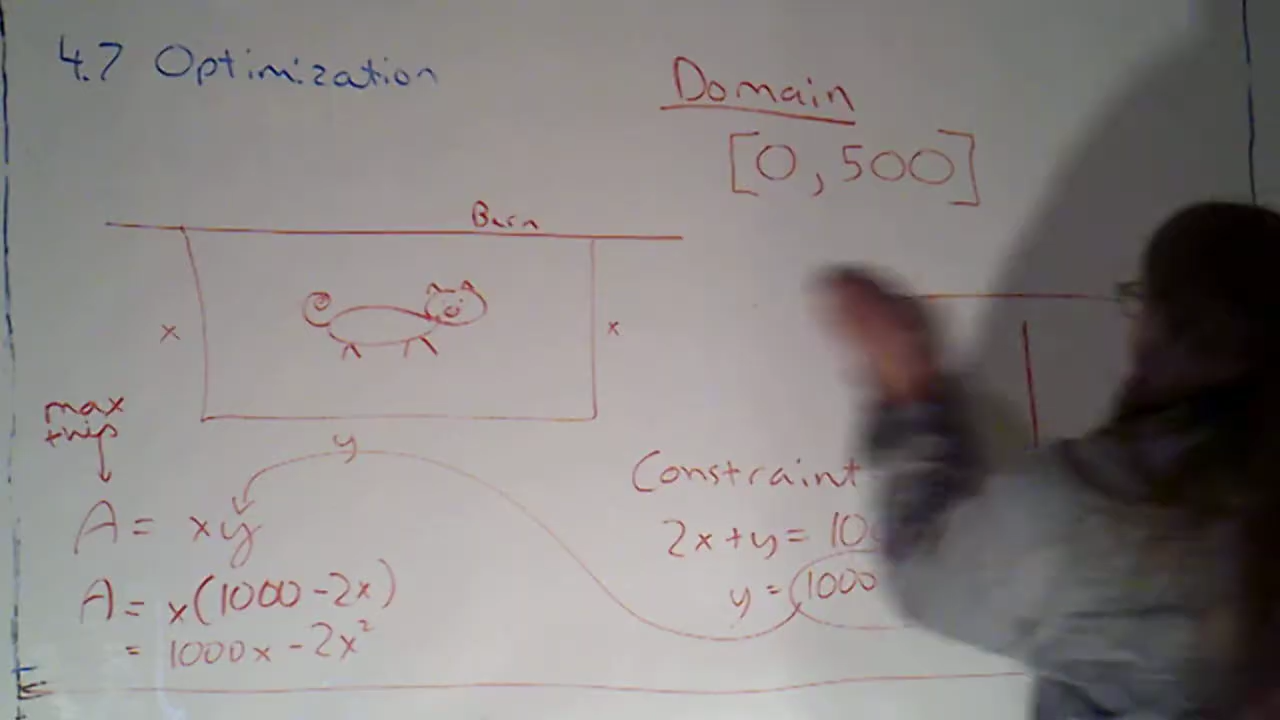 4.7 Optimization
Domain
[0, 500]
Barn
x
x
y
max
this
A = xy
A = x(1000 - 2x)
= 1000x - 2x²
Constraint
2x + y = 10
y = 1000